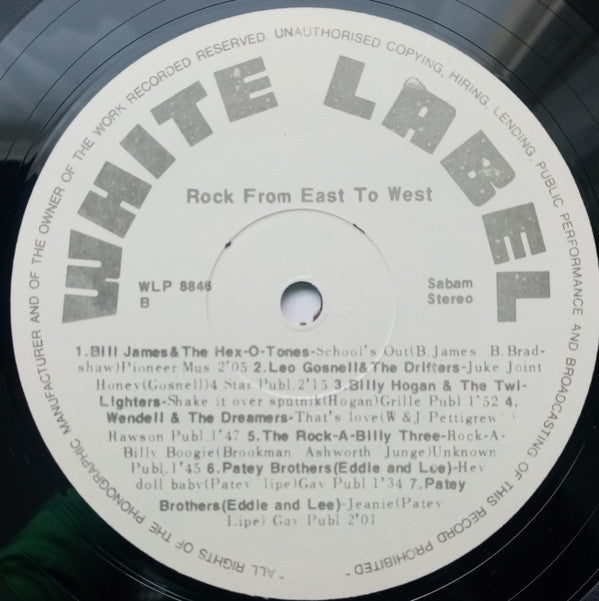 "ALL RIGHTS OF THE PHONOGRAPHIC MANUFACTURER AND OF THE OWNER OF THE WORK RECORDED RESERVED UNAUTHORISED COPYING, HIRING, LENDING, PUBLIC PERFORMANCE AND BROADCASTING OF THIS RECORD PROHIBITED"
WHITE LABEL
Rock From East To West
WLP 8846
B
Sabam
Stereo
1.Bill James&The Hex-O-Tones-School's Out(B.James B.Brad-
shaw)Pioneer Mus 2'05 2.Leo Gosnell&The Drifters-Juke Joint
Honey(Gosnell)4 Star Publ 2'15 3.Billy Hogan & The Twi-
Lighters-Shake it over sputnik(Hogan)Grille Publ 1'52 4.
Wendell & The Dreamers-That's love(W &J Pettigrew
Rawson Publ 1'47 5.The Rock-A-Billy Three-Rock-A-
Billy Boogie(Brookman Ashworth Junge)Unknown
Publ.1'45 6.Patey Brothers(Eddie and Lee)-Hey
doll baby(Patey lipe)Gav Publ 1'34 7.Patey
Brothers(Eddie and Lee)-Jeanie(Patey
Lipe) Gav Publ 2'01